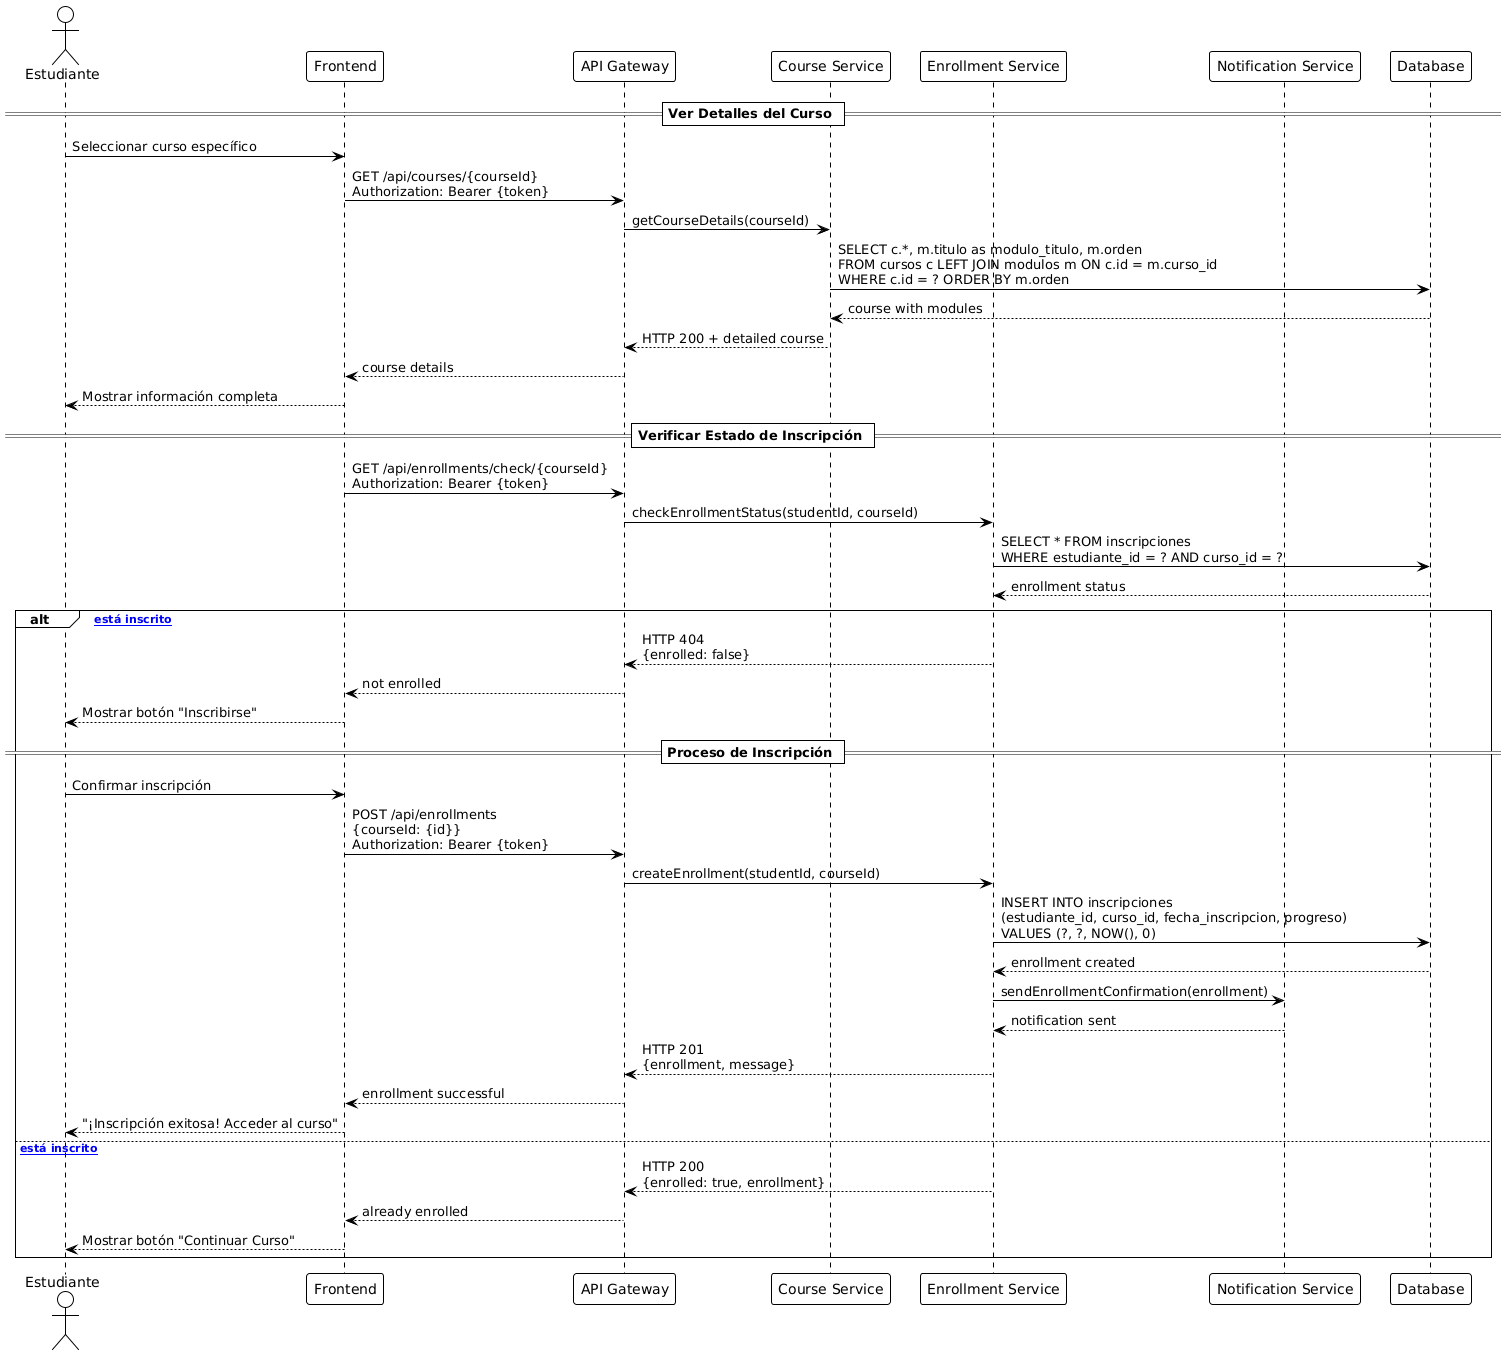 Estudiante
Frontend
API Gateway
Course Service
Enrollment Service
Notification Service
Database
Ver Detalles del Curso
Seleccionar curso específico
GET /api/courses/{courseId}
Authorization: Bearer {token}
getCourseDetails(courseId)
SELECT c.*, m.titulo as modulo_titulo, m.orden
FROM cursos c LEFT JOIN modulos m ON c.id = m.curso_id
WHERE c.id = ? ORDER BY m.orden
course with modules
HTTP 200 + detailed course
course details
Mostrar información completa
Verificar Estado de Inscripción
GET /api/enrollments/check/{courseId}
Authorization: Bearer {token}
checkEnrollmentStatus(studentId, courseId)
SELECT * FROM inscripciones
WHERE estudiante_id = ? AND curso_id = ?
enrollment status
alt
está inscrito
HTTP 404
{enrolled: false}
not enrolled
Mostrar botón "Inscribirse"
Proceso de Inscripción
Confirmar inscripción
POST /api/enrollments
{courseId: {id}}
Authorization: Bearer {token}
createEnrollment(studentId, courseId)
INSERT INTO inscripciones
(estudiante_id, curso_id, fecha_inscripcion, progreso)
VALUES (?, ?, NOW(), 0)
enrollment created
sendEnrollmentConfirmation(enrollment)
notification sent
HTTP 201
{enrollment, message}
enrollment successful
"¡Inscripción exitosa! Acceder al curso"
está inscrito
HTTP 200
{enrolled: true, enrollment}
already enrolled
Mostrar botón "Continuar Curso"
Estudiante
Frontend
API Gateway
Course Service
Enrollment Service
Notification Service
Database